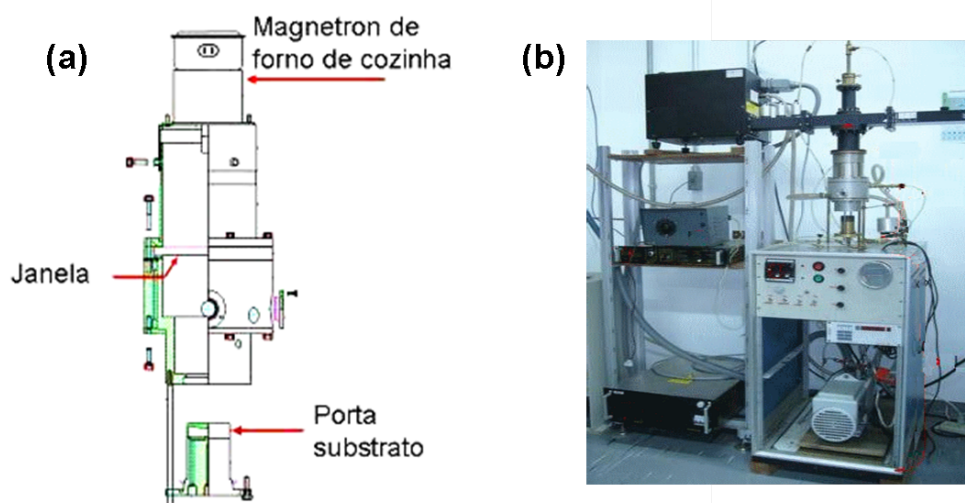 (a)
Magnetron de
forno de cozinha
(b)
Janela
Porta
substrato